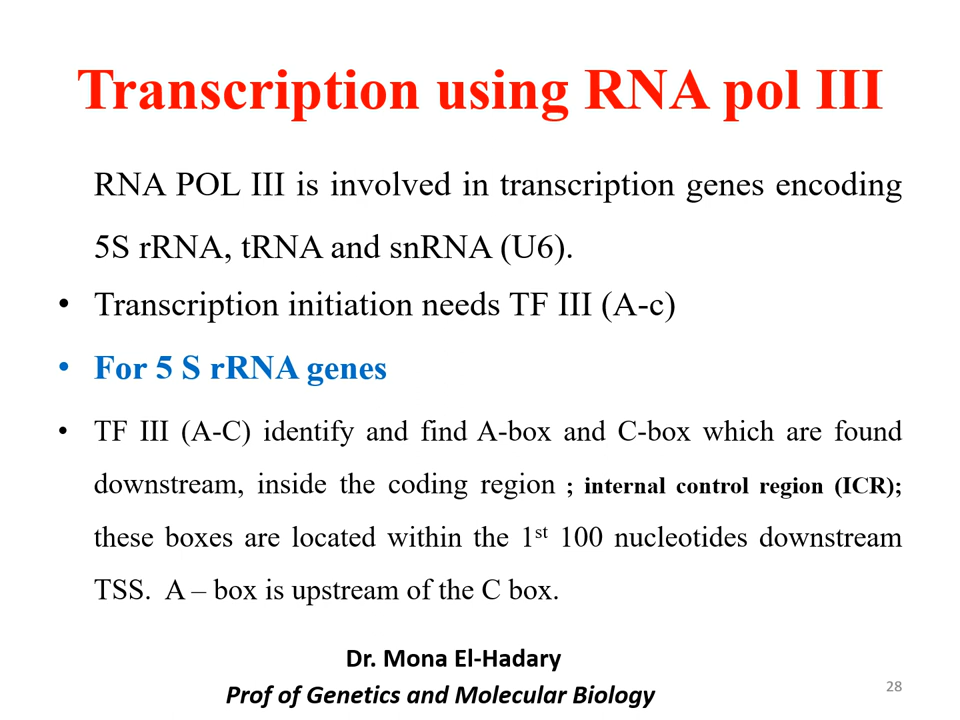 Transcription using RNA pol III
RNA POL III is involved in transcription genes encoding
5S rRNA, tRNA and snRNA (U6).
• Transcription initiation needs TF III (A-c)
• For 5 S rRNA genes
• TF III (A-C) identify and find A-box and C-box which are found
downstream, inside the coding region ; internal control region (ICR);
these boxes are located within the 1st 100 nucleotides downstream
TSS. A – box is upstream of the C box.
Dr. Mona El-Hadary
Prof of Genetics and Molecular Biology
28